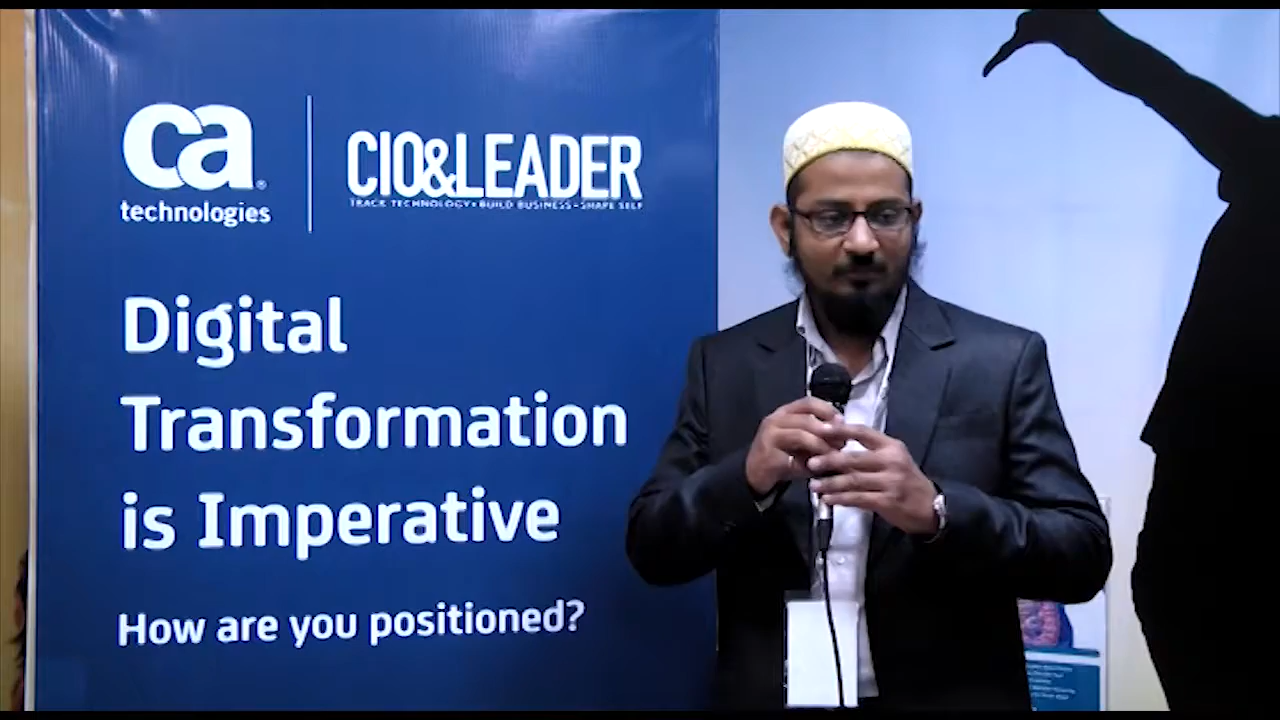 ca
technologies
CIO&LEADER
TRACK TECHNOLOGY • BUILD BUSINESS • SHAPE SELF
Digital
Transformation
is Imperative
How are you positioned?